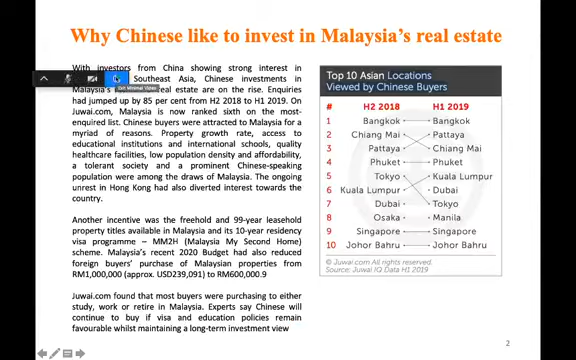 Why Chinese like to invest in Malaysia's real estate
With investors from China showing strong interest in
Southeast Asia, Chinese investments in
Malaysia's real estate are on the rise. Enquiries
had jumped up by 85 per cent from H2 2018 to H1 2019. On
Juwai.com, Malaysia is now ranked sixth on the most-
enquired list. Chinese buyers were attracted to Malaysia for a
myriad of reasons. Property growth rate, access to
educational institutions and international schools, quality
healthcare facilities, low population density and affordability,
a tolerant society and a prominent Chinese-speaking
population were among the draws of Malaysia. The ongoing
unrest in Hong Kong had also diverted interest towards the
country.
Another incentive was the freehold and 99-year leasehold
property titles available in Malaysia and its 10-year residency
visa programme – MM2H (Malaysia My Second Home)
scheme. Malaysia's recent 2020 Budget had also reduced
foreign buyers' purchase of Malaysian properties from
RM1,000,000 (approx. USD239,091) to RM600,000.9
Juwai.com found that most buyers were purchasing to either
study, work or retire in Malaysia. Experts say Chinese will
continue to buy if visa and education policies remain
favourable whilst maintaining a long-term investment view
Exit Minimal Video
Top 10 Asian Locations
Viewed by Chinese Buyers
# H2 2018 H1 2019
1 Bangkok Bangkok
2 Chiang Mai Pattaya
3 Pattaya Chiang Mai
4 Phuket Phuket
5 Tokyo Kuala Lumpur
6 Kuala Lumpur Dubai
7 Dubai Tokyo
8 Osaka Manila
9 Singapore Singapore
10 Johor Bahru Johor Bahru
© Juwai.com. All rights reserved
Source: Juwai IQ Data H1 2019
2